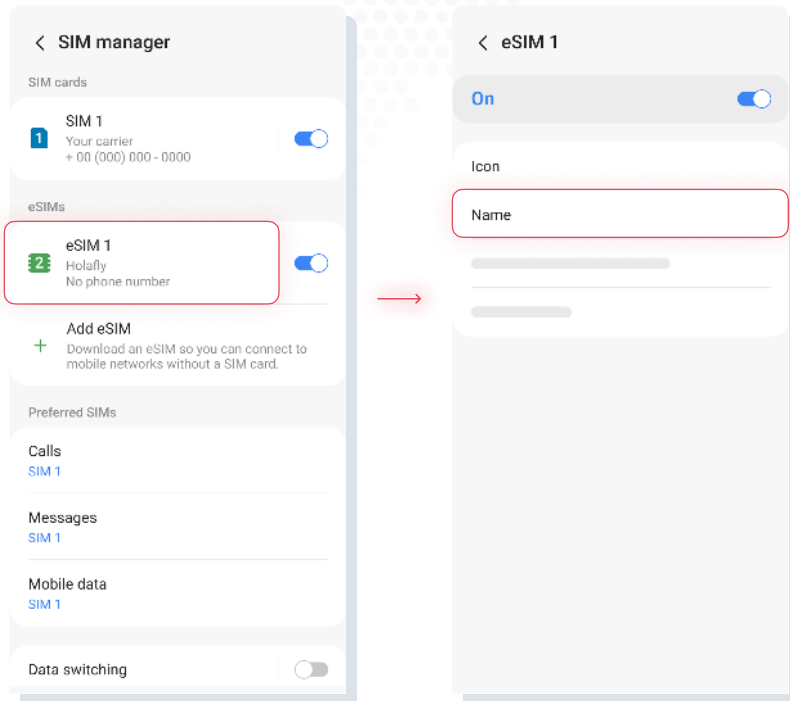 SIM manager
SIM cards
1
SIM 1
Your carrier
+ 00 (000) 000 - 0000
eSIMs
2
eSIM 1
Holafly
No phone number
Add eSIM
Download an eSIM so you can connect to
mobile networks without a SIM card.
Preferred SIMs
Calls
SIM 1
Messages
SIM 1
Mobile data
SIM 1
Data switching
eSIM 1
On
Icon
Name